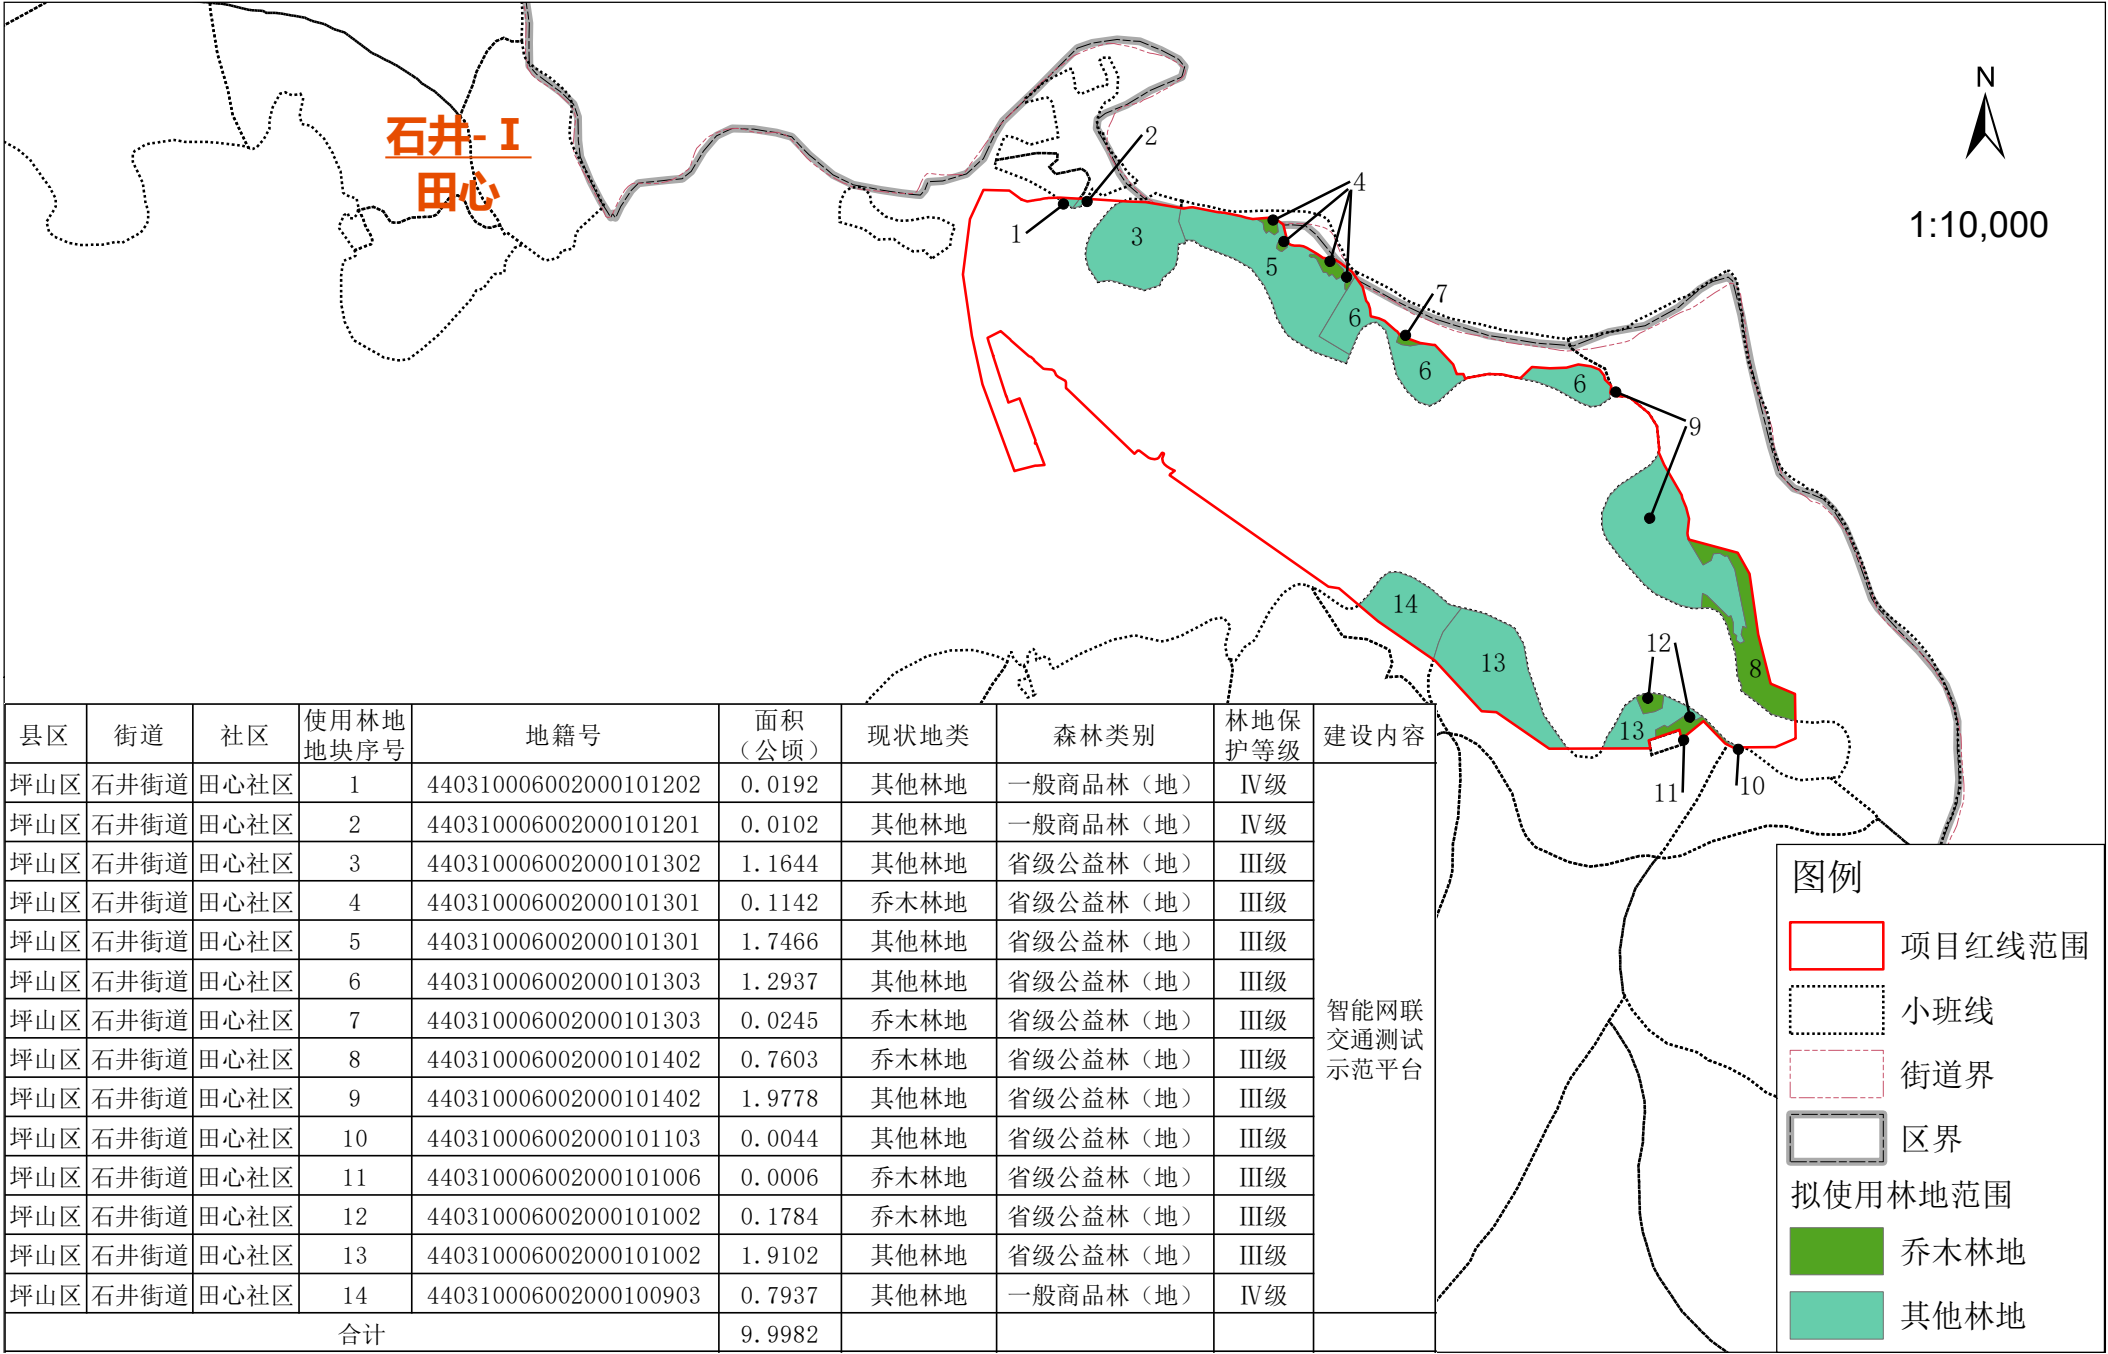 石井-Ⅰ
田心
N
1:10,000
1
2
3
4
5
6
7
6
6
9
8
14
13
12
13
11
10
县区 街道 社区 使用林地地块序号 地籍号 面积（公顷） 现状地类 森林类别 林地保护等级 建设内容
坪山区 石井街道 田心社区 1 440310006002000101202 0.0192 其他林地 一般商品林（地） Ⅳ级
坪山区 石井街道 田心社区 2 440310006002000101201 0.0102 其他林地 一般商品林（地） Ⅳ级
坪山区 石井街道 田心社区 3 440310006002000101302 1.1644 其他林地 省级公益林（地） Ⅲ级
坪山区 石井街道 田心社区 4 440310006002000101301 0.1142 乔木林地 省级公益林（地） Ⅲ级
坪山区 石井街道 田心社区 5 440310006002000101301 1.7466 其他林地 省级公益林（地） Ⅲ级
坪山区 石井街道 田心社区 6 440310006002000101303 1.2937 其他林地 省级公益林（地） Ⅲ级
坪山区 石井街道 田心社区 7 440310006002000101303 0.0245 乔木林地 省级公益林（地） Ⅲ级
坪山区 石井街道 田心社区 8 440310006002000101402 0.7603 乔木林地 省级公益林（地） Ⅲ级
坪山区 石井街道 田心社区 9 440310006002000101402 1.9778 其他林地 省级公益林（地） Ⅲ级
坪山区 石井街道 田心社区 10 440310006002000101103 0.0044 其他林地 省级公益林（地） Ⅲ级
坪山区 石井街道 田心社区 11 440310006002000101006 0.0006 乔木林地 省级公益林（地） Ⅲ级
坪山区 石井街道 田心社区 12 440310006002000101002 0.1784 乔木林地 省级公益林（地） Ⅲ级
坪山区 石井街道 田心社区 13 440310006002000101002 1.9102 其他林地 省级公益林（地） Ⅲ级
坪山区 石井街道 田心社区 14 440310006002000100903 0.7937 其他林地 一般商品林（地） Ⅳ级
智能网联
交通测试
示范平台
合计 9.9982
图例
项目红线范围
小班线
街道界
区界
拟使用林地范围
乔木林地
其他林地